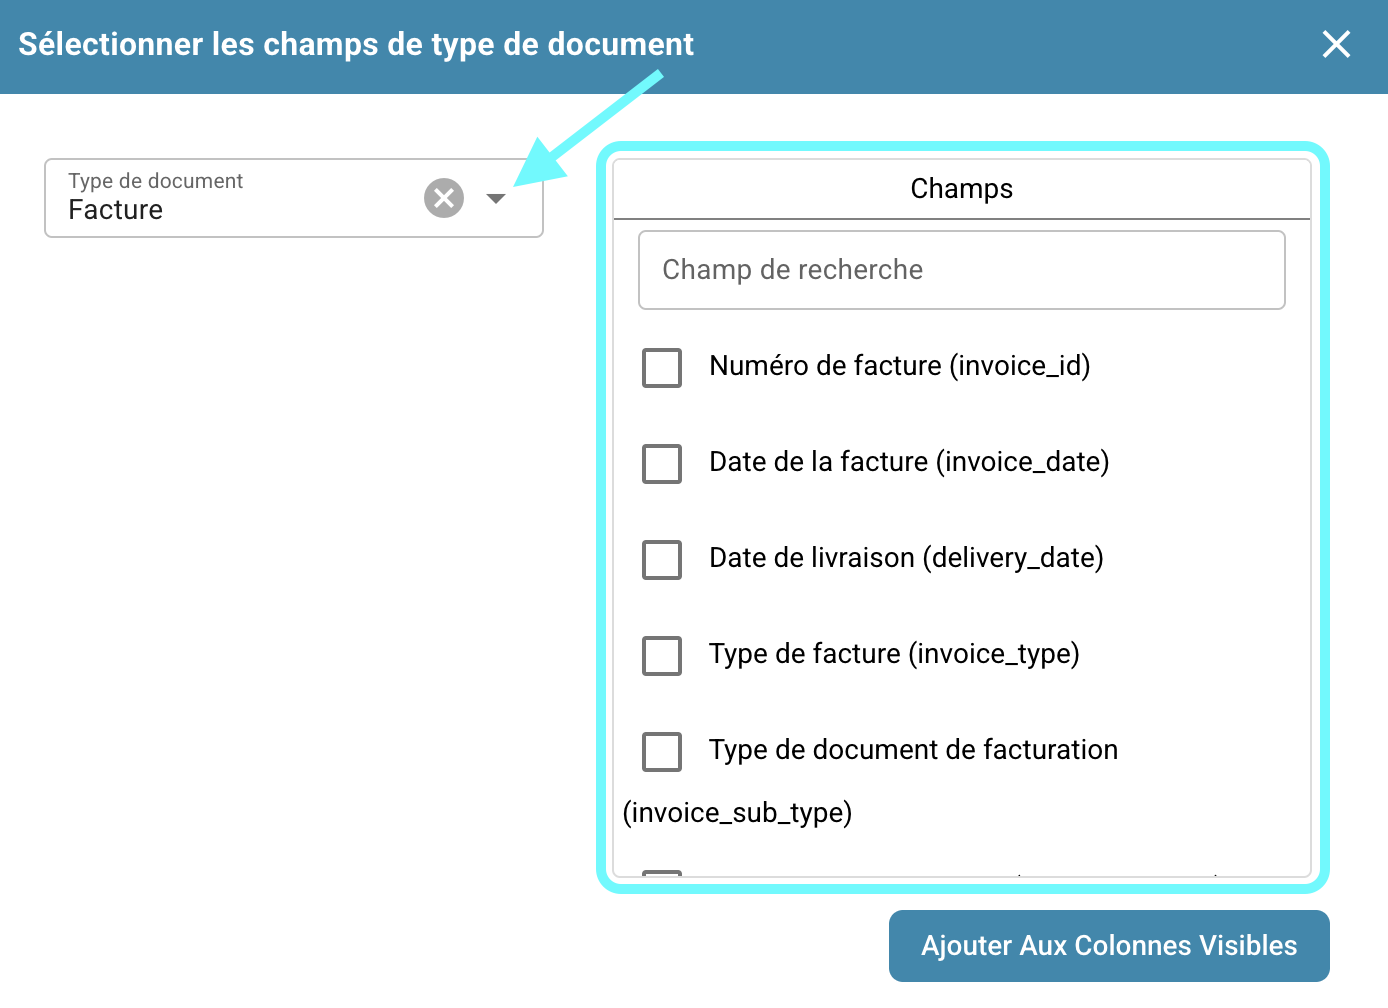 Sélectionner les champs de type de document
Type de document
Facture
Champs
Champ de recherche
Numéro de facture (invoice_id)
Date de la facture (invoice_date)
Date de livraison (delivery_date)
Type de facture (invoice_type)
Type de document de facturation
(invoice_sub_type)
Ajouter Aux Colonnes Visibles